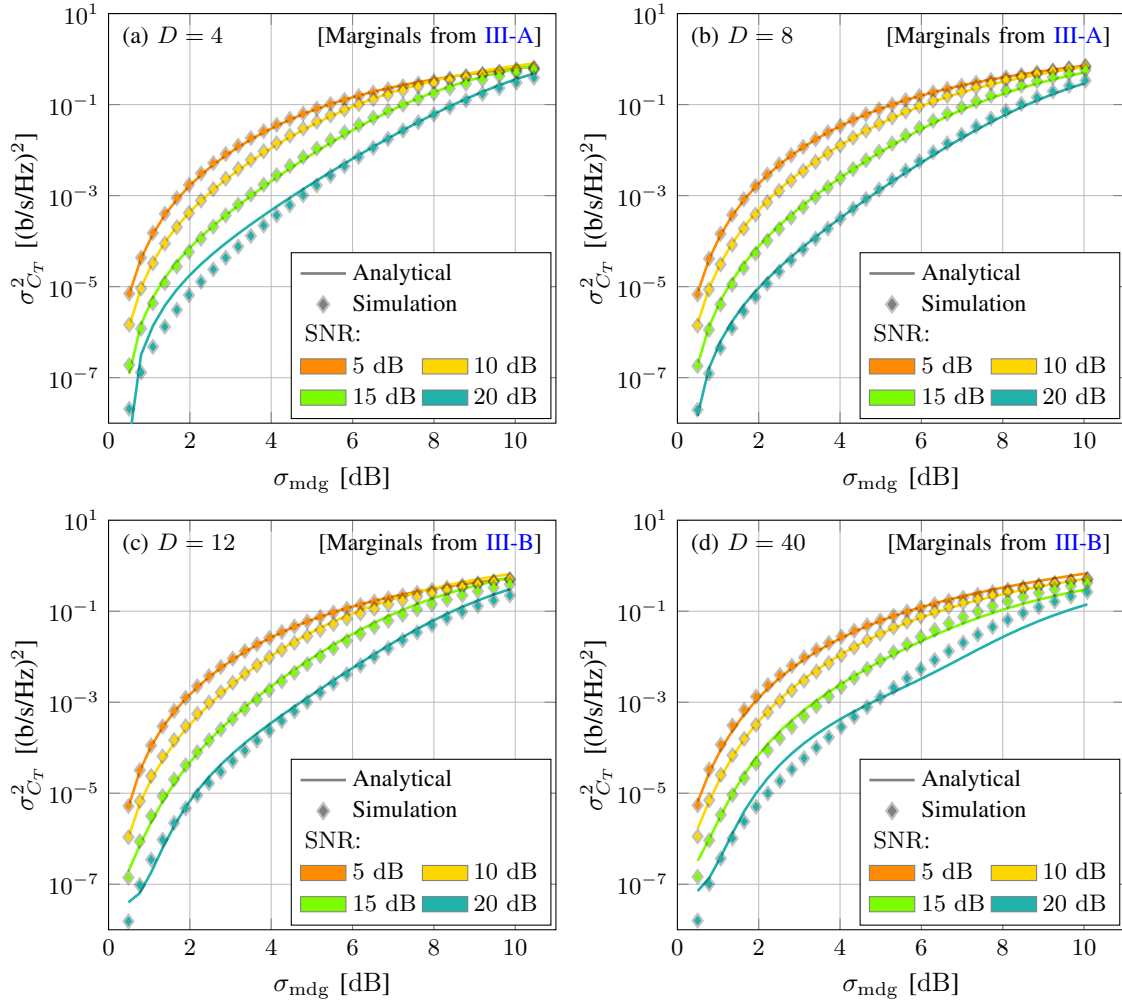 (a) D = 4 [Marginals from III-A]
10^1
10^-1
10^-3
10^-5
10^-7
σ²_{C_T} [(b/s/Hz)²]
Analytical
Simulation
SNR:
5 dB 10 dB
15 dB 20 dB
0 2 4 6 8 10
σ_mdg [dB]
(b) D = 8 [Marginals from III-A]
10^1
10^-1
10^-3
10^-5
10^-7
σ²_{C_T} [(b/s/Hz)²]
Analytical
Simulation
SNR:
5 dB 10 dB
15 dB 20 dB
0 2 4 6 8 10
σ_mdg [dB]
(c) D = 12 [Marginals from III-B]
10^1
10^-1
10^-3
10^-5
10^-7
σ²_{C_T} [(b/s/Hz)²]
Analytical
Simulation
SNR:
5 dB 10 dB
15 dB 20 dB
0 2 4 6 8 10
σ_mdg [dB]
(d) D = 40 [Marginals from III-B]
10^1
10^-1
10^-3
10^-5
10^-7
σ²_{C_T} [(b/s/Hz)²]
Analytical
Simulation
SNR:
5 dB 10 dB
15 dB 20 dB
0 2 4 6 8 10
σ_mdg [dB]